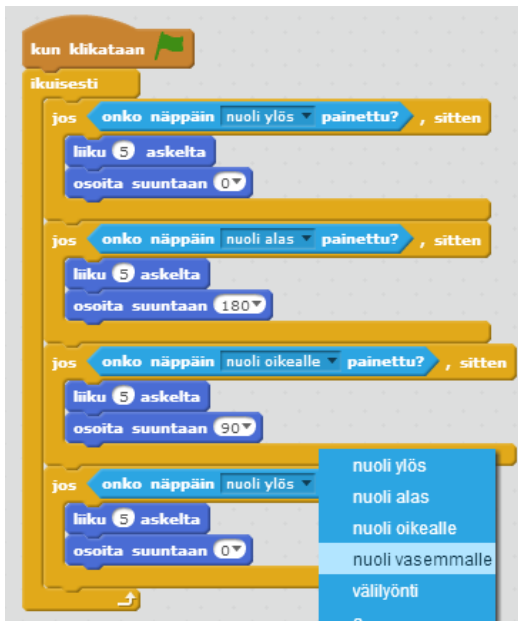 kun klikataan
ikuisesti
jos onko näppäin nuoli ylös painettu? , sitten
liiku 5 askelta
osoita suuntaan 0
jos onko näppäin nuoli alas painettu? , sitten
liiku 5 askelta
osoita suuntaan 180
jos onko näppäin nuoli oikealle painettu? , sitten
liiku 5 askelta
osoita suuntaan 90
jos onko näppäin nuoli ylös
liiku 5 askelta
osoita suuntaan 0
nuoli ylös
nuoli alas
nuoli oikealle
nuoli vasemmalle
välilyönti